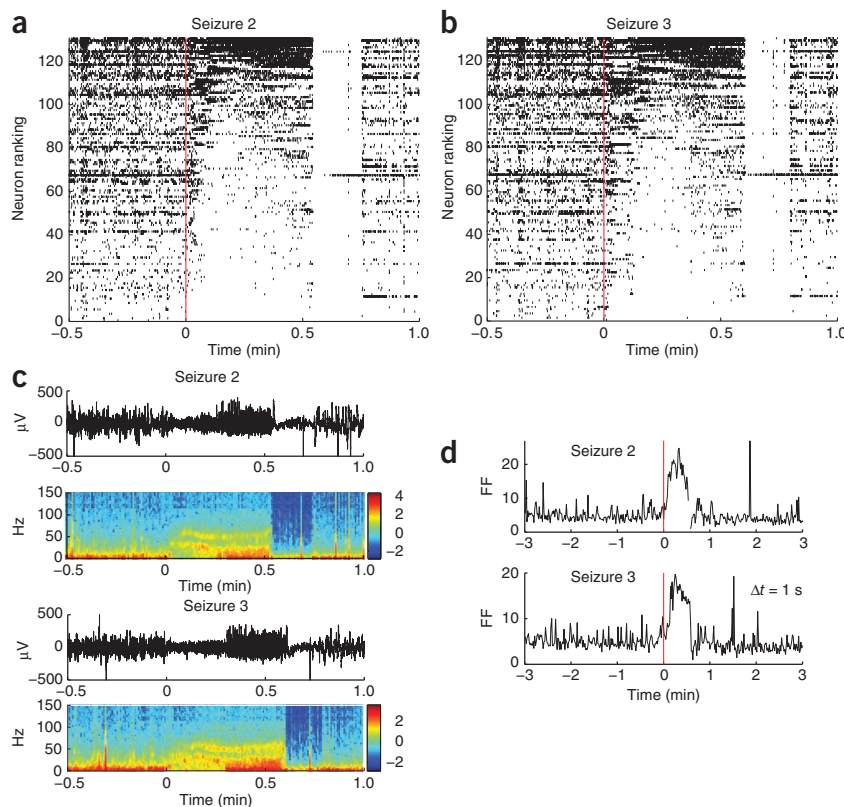 a
Seizure 2
Neuron ranking
120
100
80
60
40
20
0
−0.5 0 0.5 1.0
Time (min)
b
Seizure 3
Neuron ranking
120
100
80
60
40
20
0
−0.5 0 0.5 1.0
Time (min)
c
Seizure 2
µV
500
0
−500
−0.5 0 0.5 1.0
Hz
150
100
50
0
4
2
0
−2
−0.5 0 0.5 1.0
Time (min)
Seizure 3
µV
500
0
−500
−0.5 0 0.5 1.0
Hz
150
100
50
0
2
0
−2
−0.5 0 0.5 1.0
Time (min)
d
Seizure 2
FF
20
10
0
−3 −2 −1 0 1 2 3
Seizure 3
Δt = 1 s
FF
20
10
0
−3 −2 −1 0 1 2 3
Time (min)